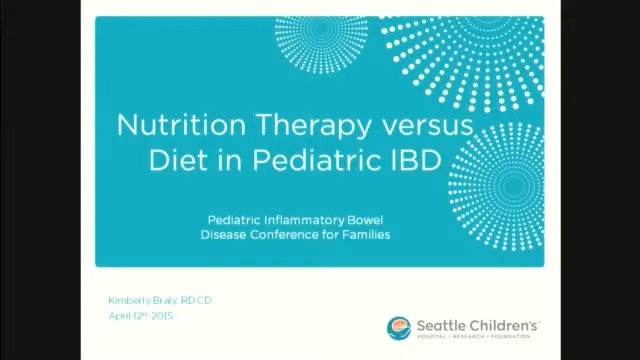 Nutrition Therapy versus
Diet in Pediatric IBD
Pediatric Inflammatory Bowel
Disease Conference for Families
Kimberly Braly, RD CD
April 12th 2015
Seattle Children's
HOSPITAL • RESEARCH • FOUNDATION